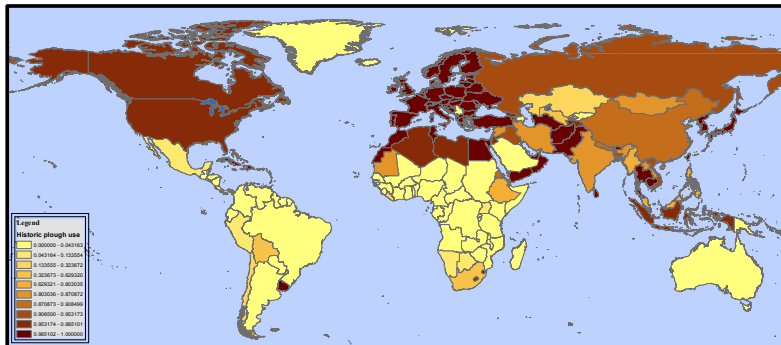 Legend
Historic plough use
0.000000 - 0.043163
0.043164 - 0.133554
0.133555 - 0.323672
0.323673 - 0.629320
0.629321 - 0.803035
0.803036 - 0.870872
0.870873 - 0.908499
0.908500 - 0.953173
0.953174 - 0.985101
0.985102 - 1.000000